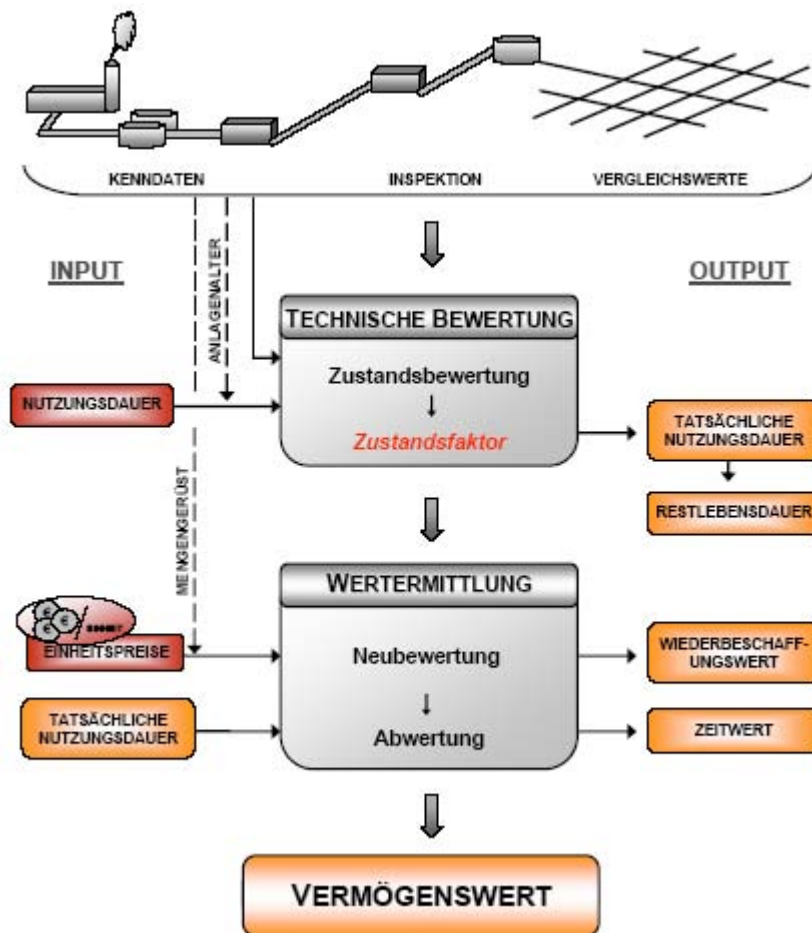 KENNDATEN
INSPEKTION
VERGLEICHSWERTE
INPUT
OUTPUT
ANLAGENALTER
TECHNISCHE BEWERTUNG
Zustandsbewertung
Zustandsfaktor
NUTZUNGSDAUER
TATSÄCHLICHE
NUTZUNGSDAUER
RESTLEBENSDAUER
MENGENGERÜST
WERTERMITTLUNG
€
€
€
/
EINHEITSPREISE
Neubewertung
WIEDERBESCHAFF-
UNGSWERT
TATSÄCHLICHE
NUTZUNGSDAUER
Abwertung
ZEITWERT
VERMÖGENSWERT